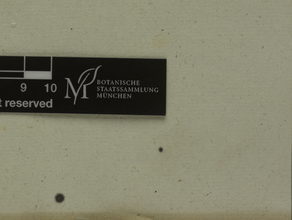 9 10
t reserved
M
BOTANISCHE
STAATSSAMMLUNG
MÜNCHEN